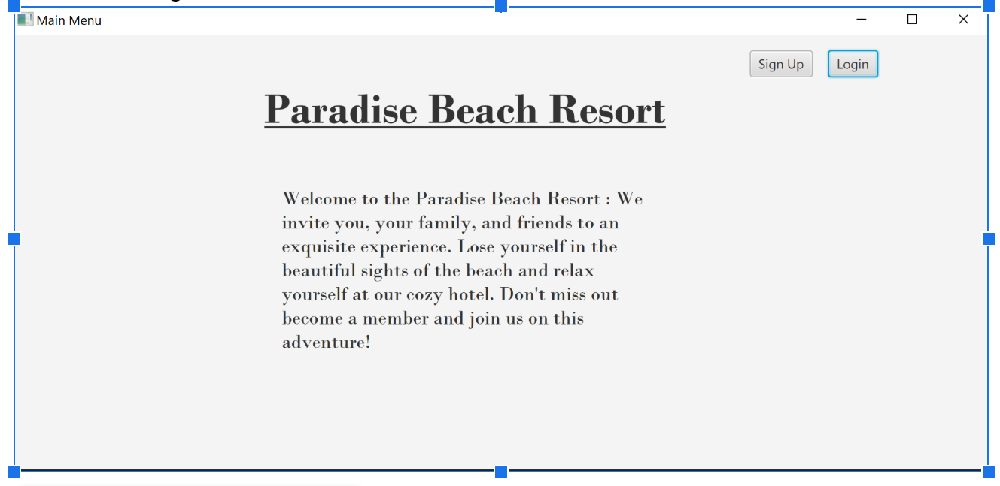 Main Menu
Sign Up Login
Paradise Beach Resort
Welcome to the Paradise Beach Resort : We
invite you, your family, and friends to an
exquisite experience. Lose yourself in the
beautiful sights of the beach and relax
yourself at our cozy hotel. Don't miss out
become a member and join us on this
adventure!